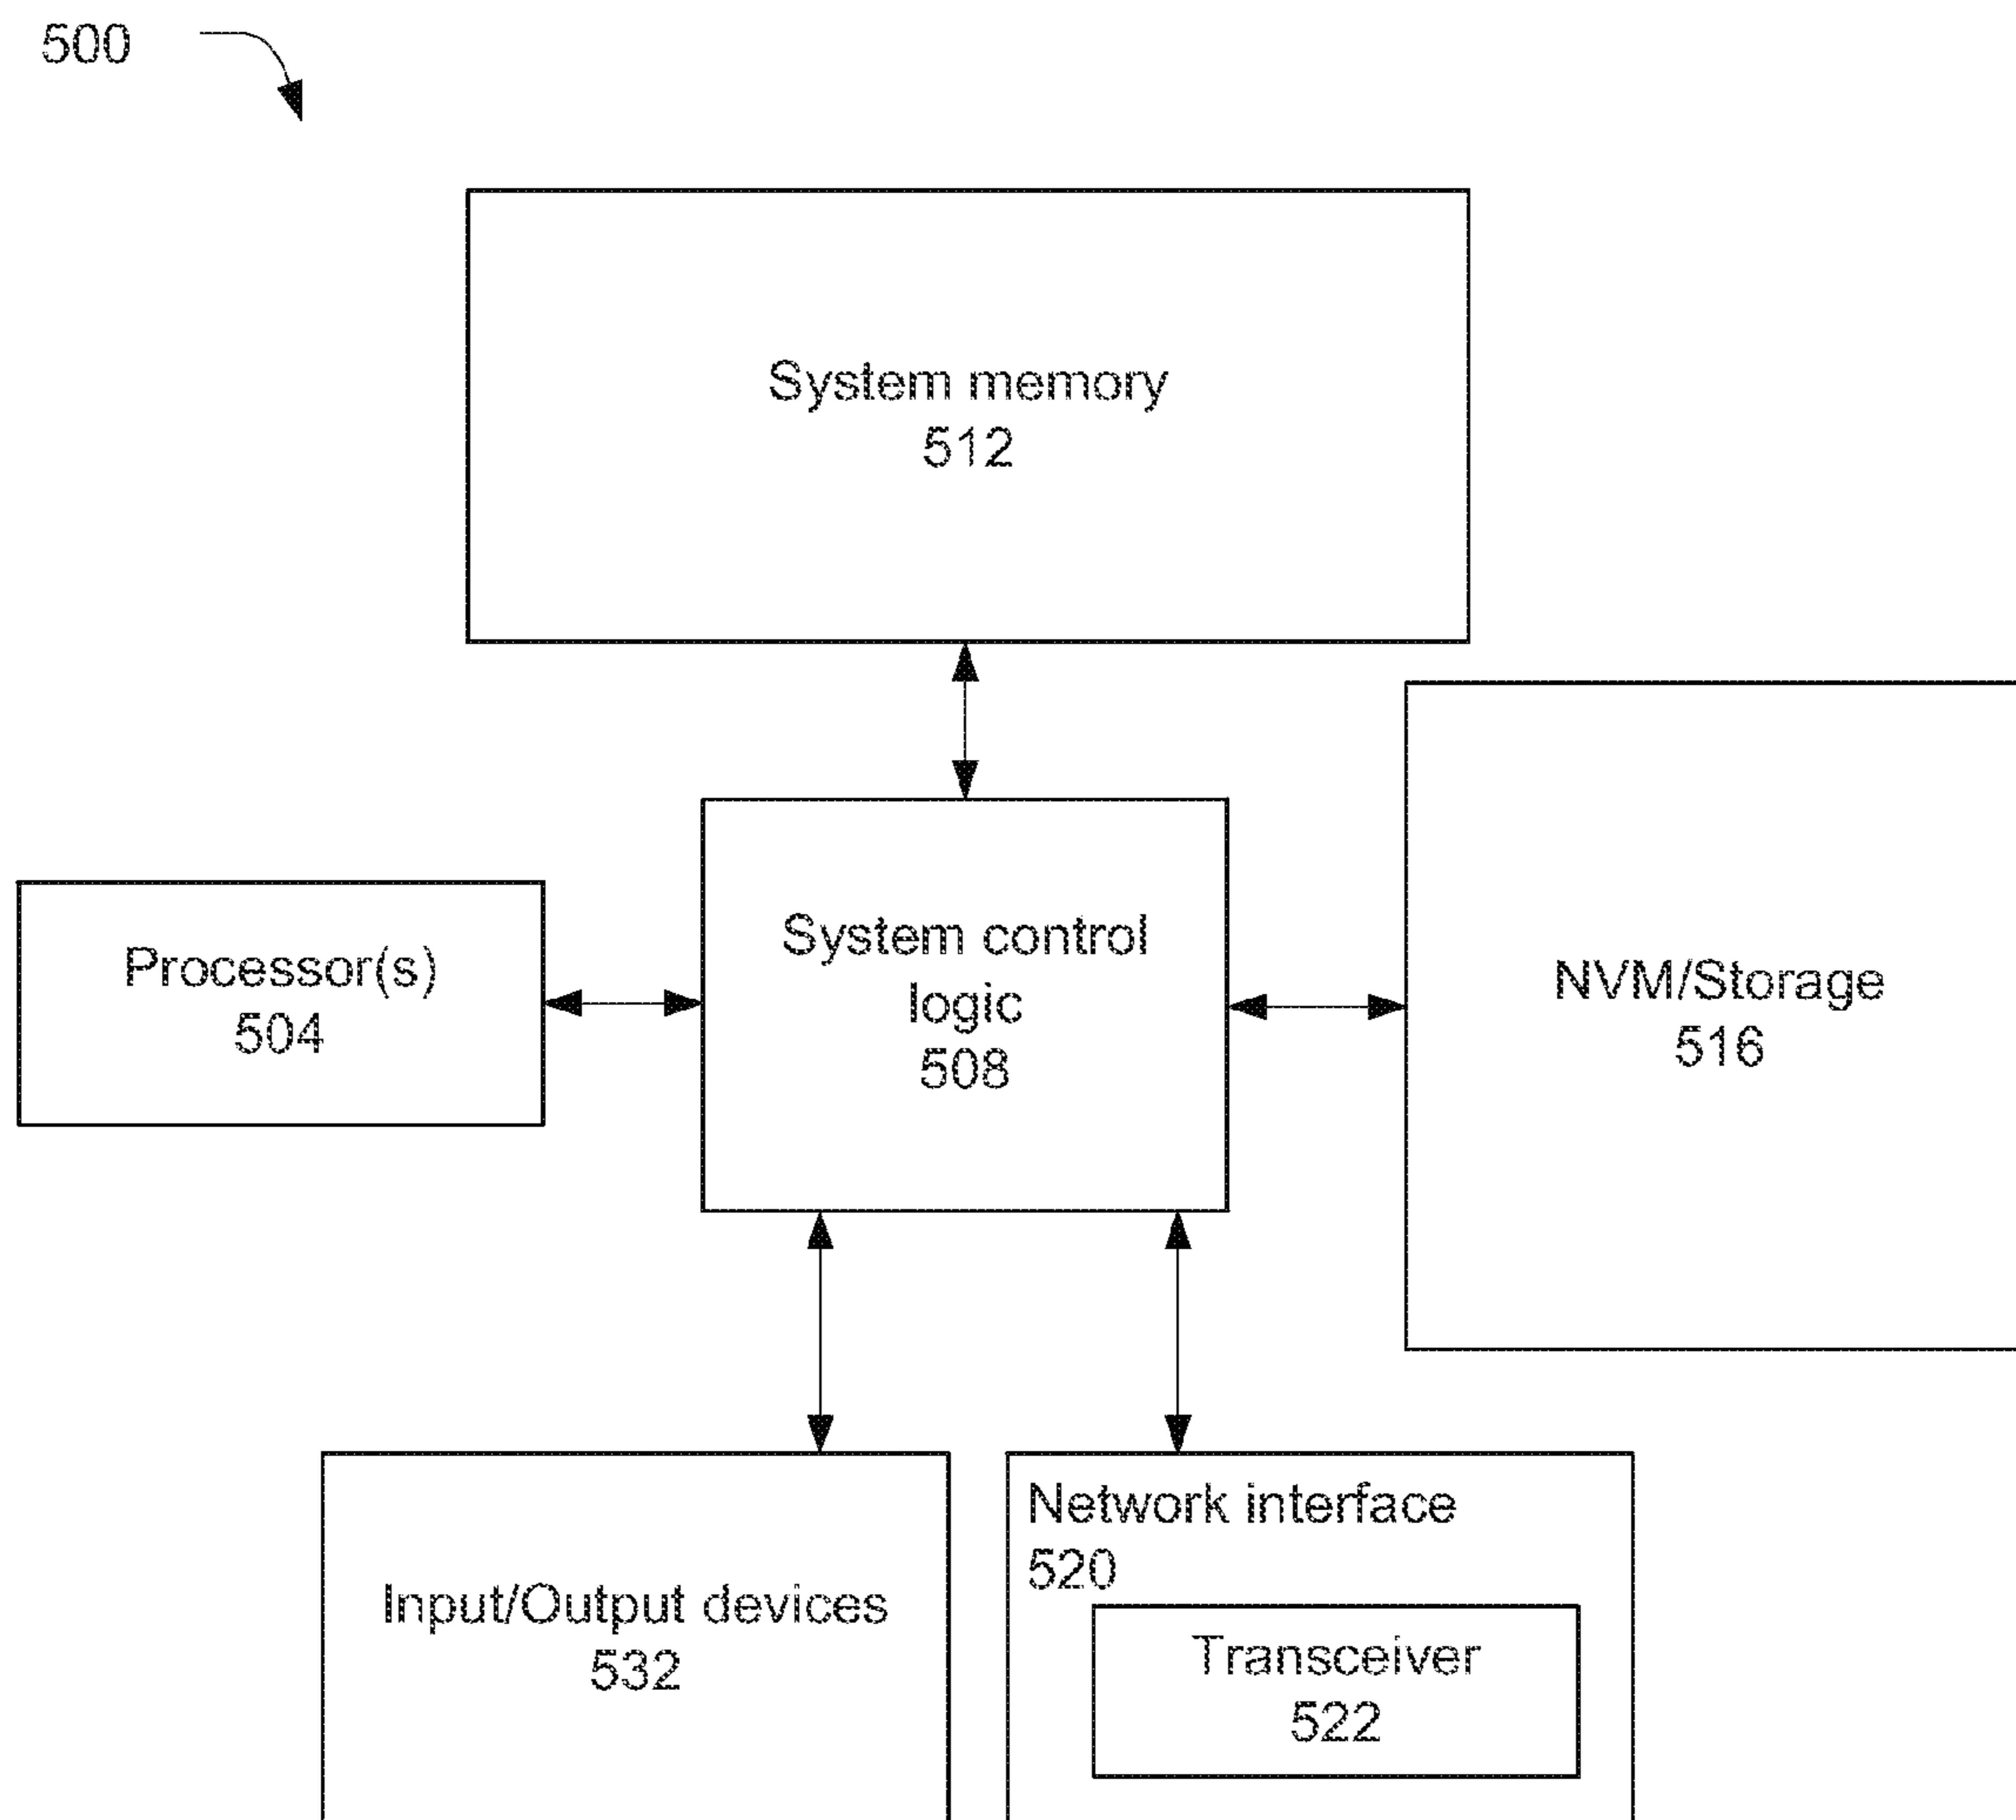 500
System memory
512
Processor(s)
504
System control
logic
508
NVM/Storage
516
Input/Output devices
532
Network interface
520
Transceiver
522